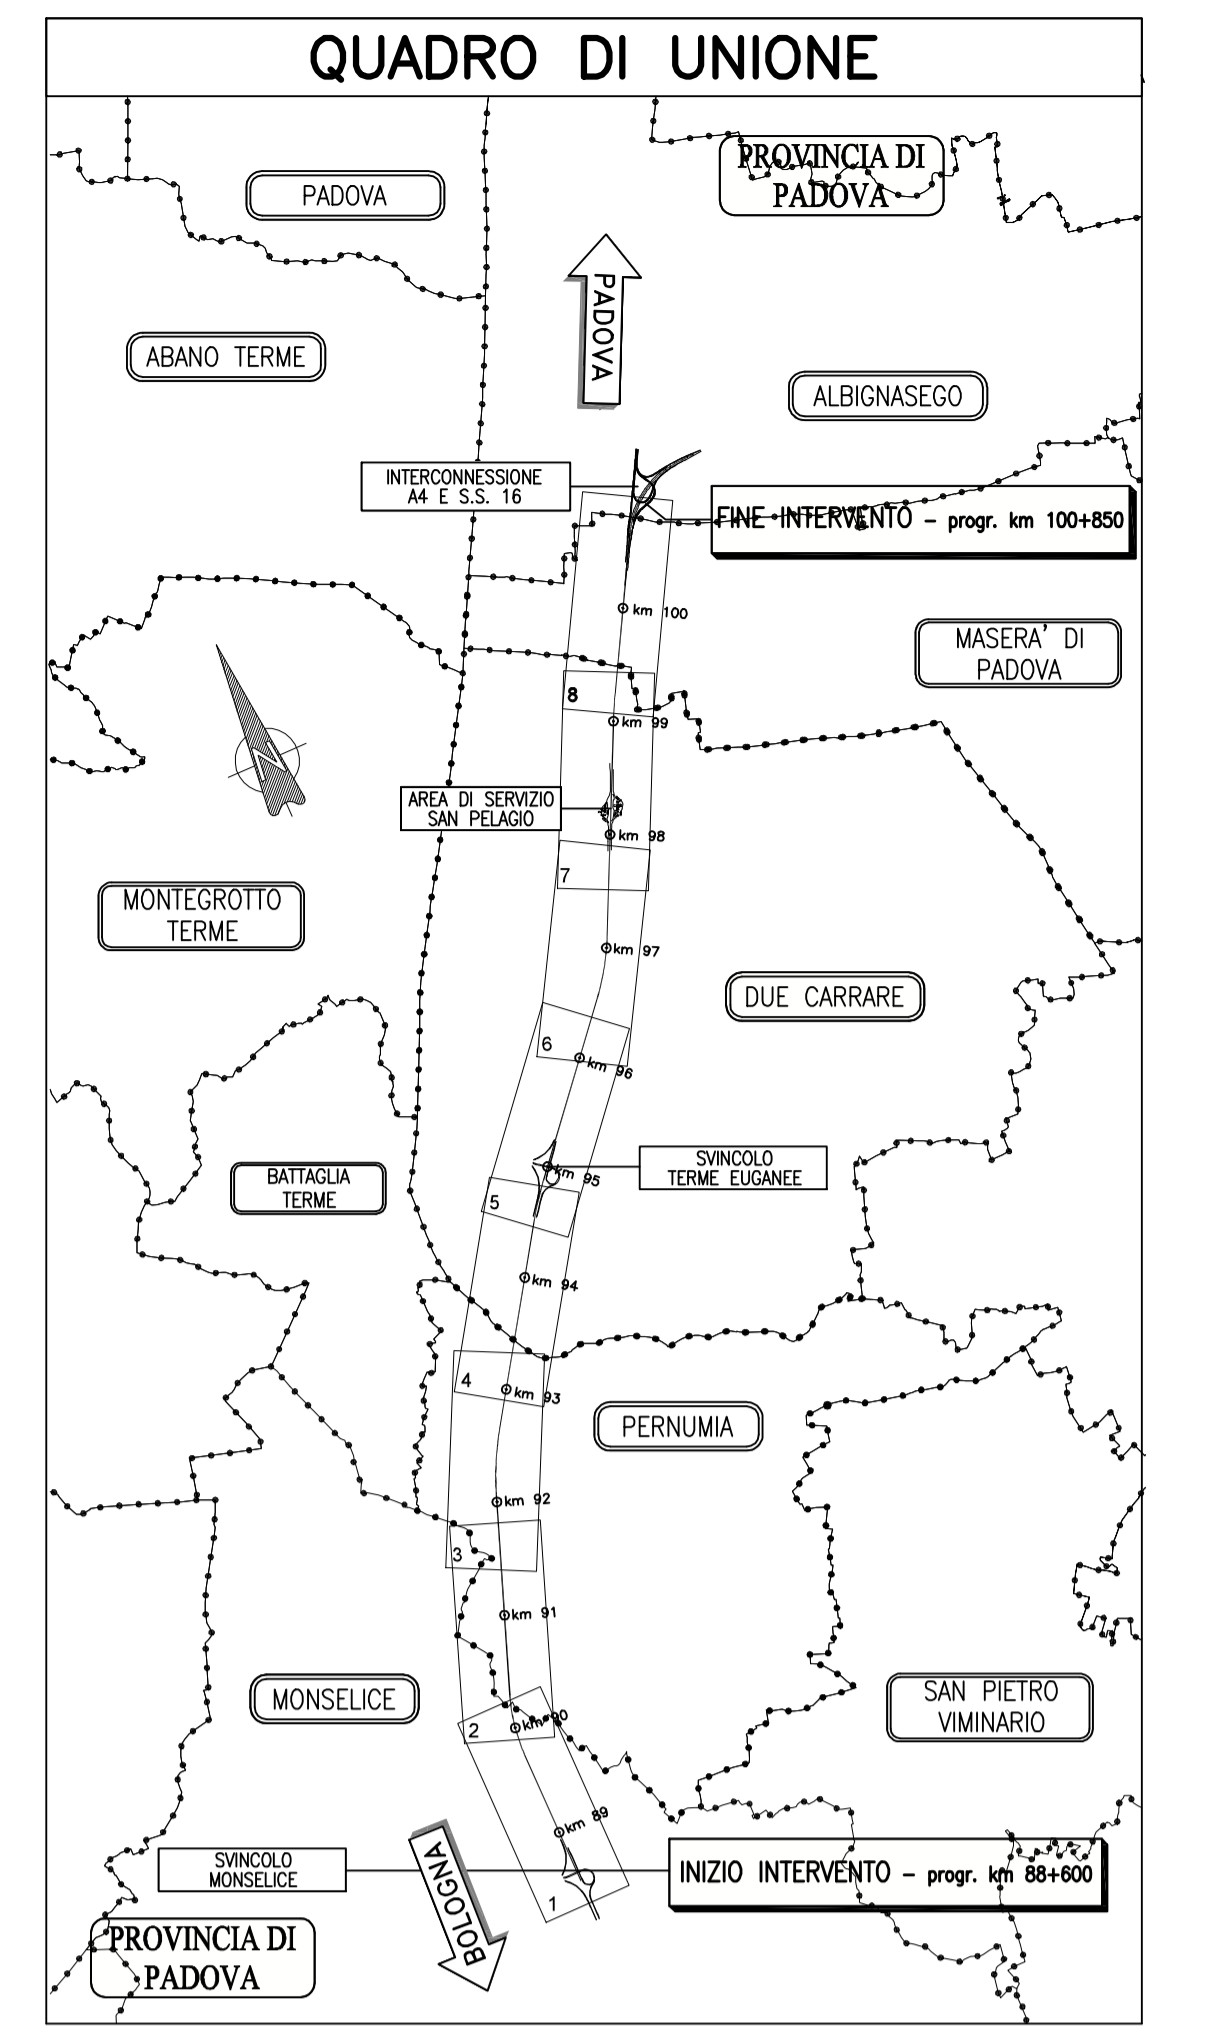 QUADRO DI UNIONE
PROVINCIA DI
PADOVA
PADOVA
PADOVA
ABANO TERME
ALBIGNASEGO
INTERCONNESSIONE
A4 E S.S. 16
FINE INTERVENTO – progr. km 100+850
km 100
MASERA' DI
PADOVA
8
km 99
N
AREA DI SERVIZIO
SAN PELAGIO
km 98
7
MONTEGROTTO
TERME
km 97
DUE CARRARE
6
km 96
SVINCOLO
TERME EUGANEE
km 95
BATTAGLIA
TERME
5
km 94
4
km 93
PERNUMIA
km 92
3
km 91
MONSELICE
SAN PIETRO
VIMINARIO
2
km 90
km 89
SVINCOLO
MONSELICE
BOLOGNA
INIZIO INTERVENTO – progr. km 88+600
1
PROVINCIA DI
PADOVA